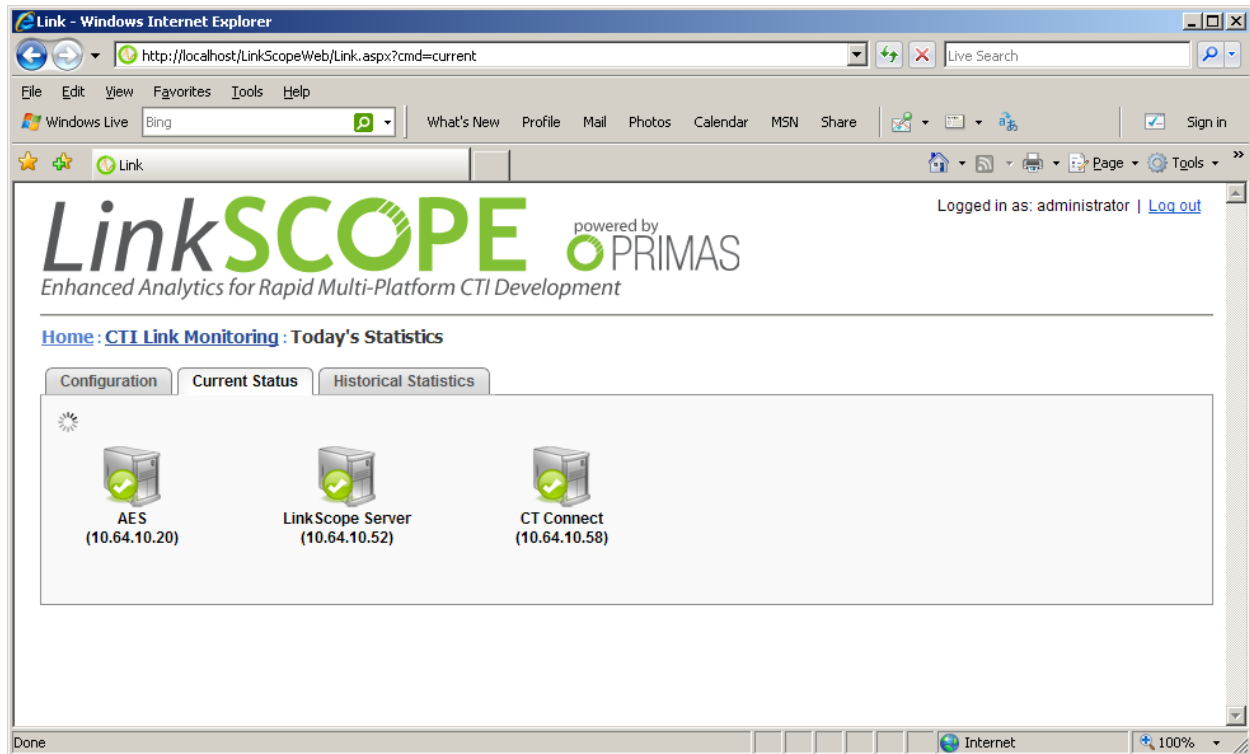 Link - Windows Internet Explorer
http://localhost/LinkScopeWeb/Link.aspx?cmd=current
Live Search
File Edit View Favorites Tools Help
Windows Live Bing What's New Profile Mail Photos Calendar MSN Share Sign in
Link Page Tools »
Logged in as: administrator | Log out
LinkSCOPE powered by PRIMAS
Enhanced Analytics for Rapid Multi-Platform CTI Development
Home : CTI Link Monitoring : Today's Statistics
Configuration Current Status Historical Statistics
AES LinkScope Server CT Connect
(10.64.10.20) (10.64.10.52) (10.64.10.58)
Done Internet 100%